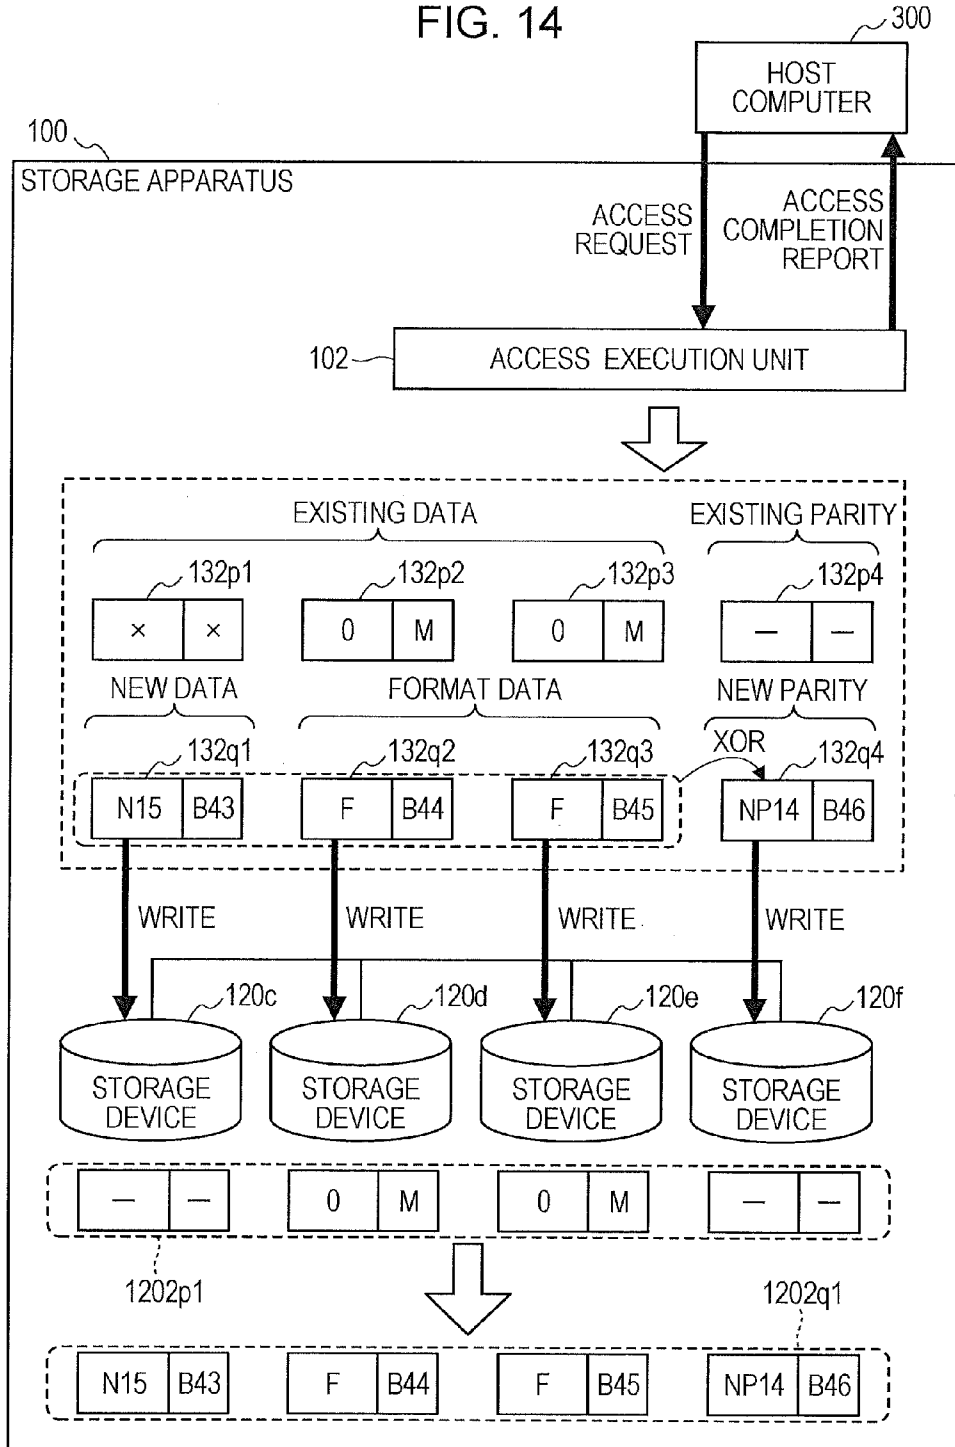 FIG. 14
300
HOST
COMPUTER
100
STORAGE APPARATUS
ACCESS
REQUEST
ACCESS
COMPLETION
REPORT
102
ACCESS EXECUTION UNIT
EXISTING DATA
EXISTING PARITY
132p1
132p2
132p3
132p4
× ×
0 M
0 M
— —
NEW DATA
FORMAT DATA
NEW PARITY
132q1
132q2
132q3
XOR
132q4
N15 B43
F B44
F B45
NP14 B46
WRITE
WRITE
WRITE
WRITE
120c
120d
120e
120f
STORAGE
DEVICE
STORAGE
DEVICE
STORAGE
DEVICE
STORAGE
DEVICE
— —
0 M
0 M
— —
1202p1
1202q1
N15 B43
F B44
F B45
NP14 B46